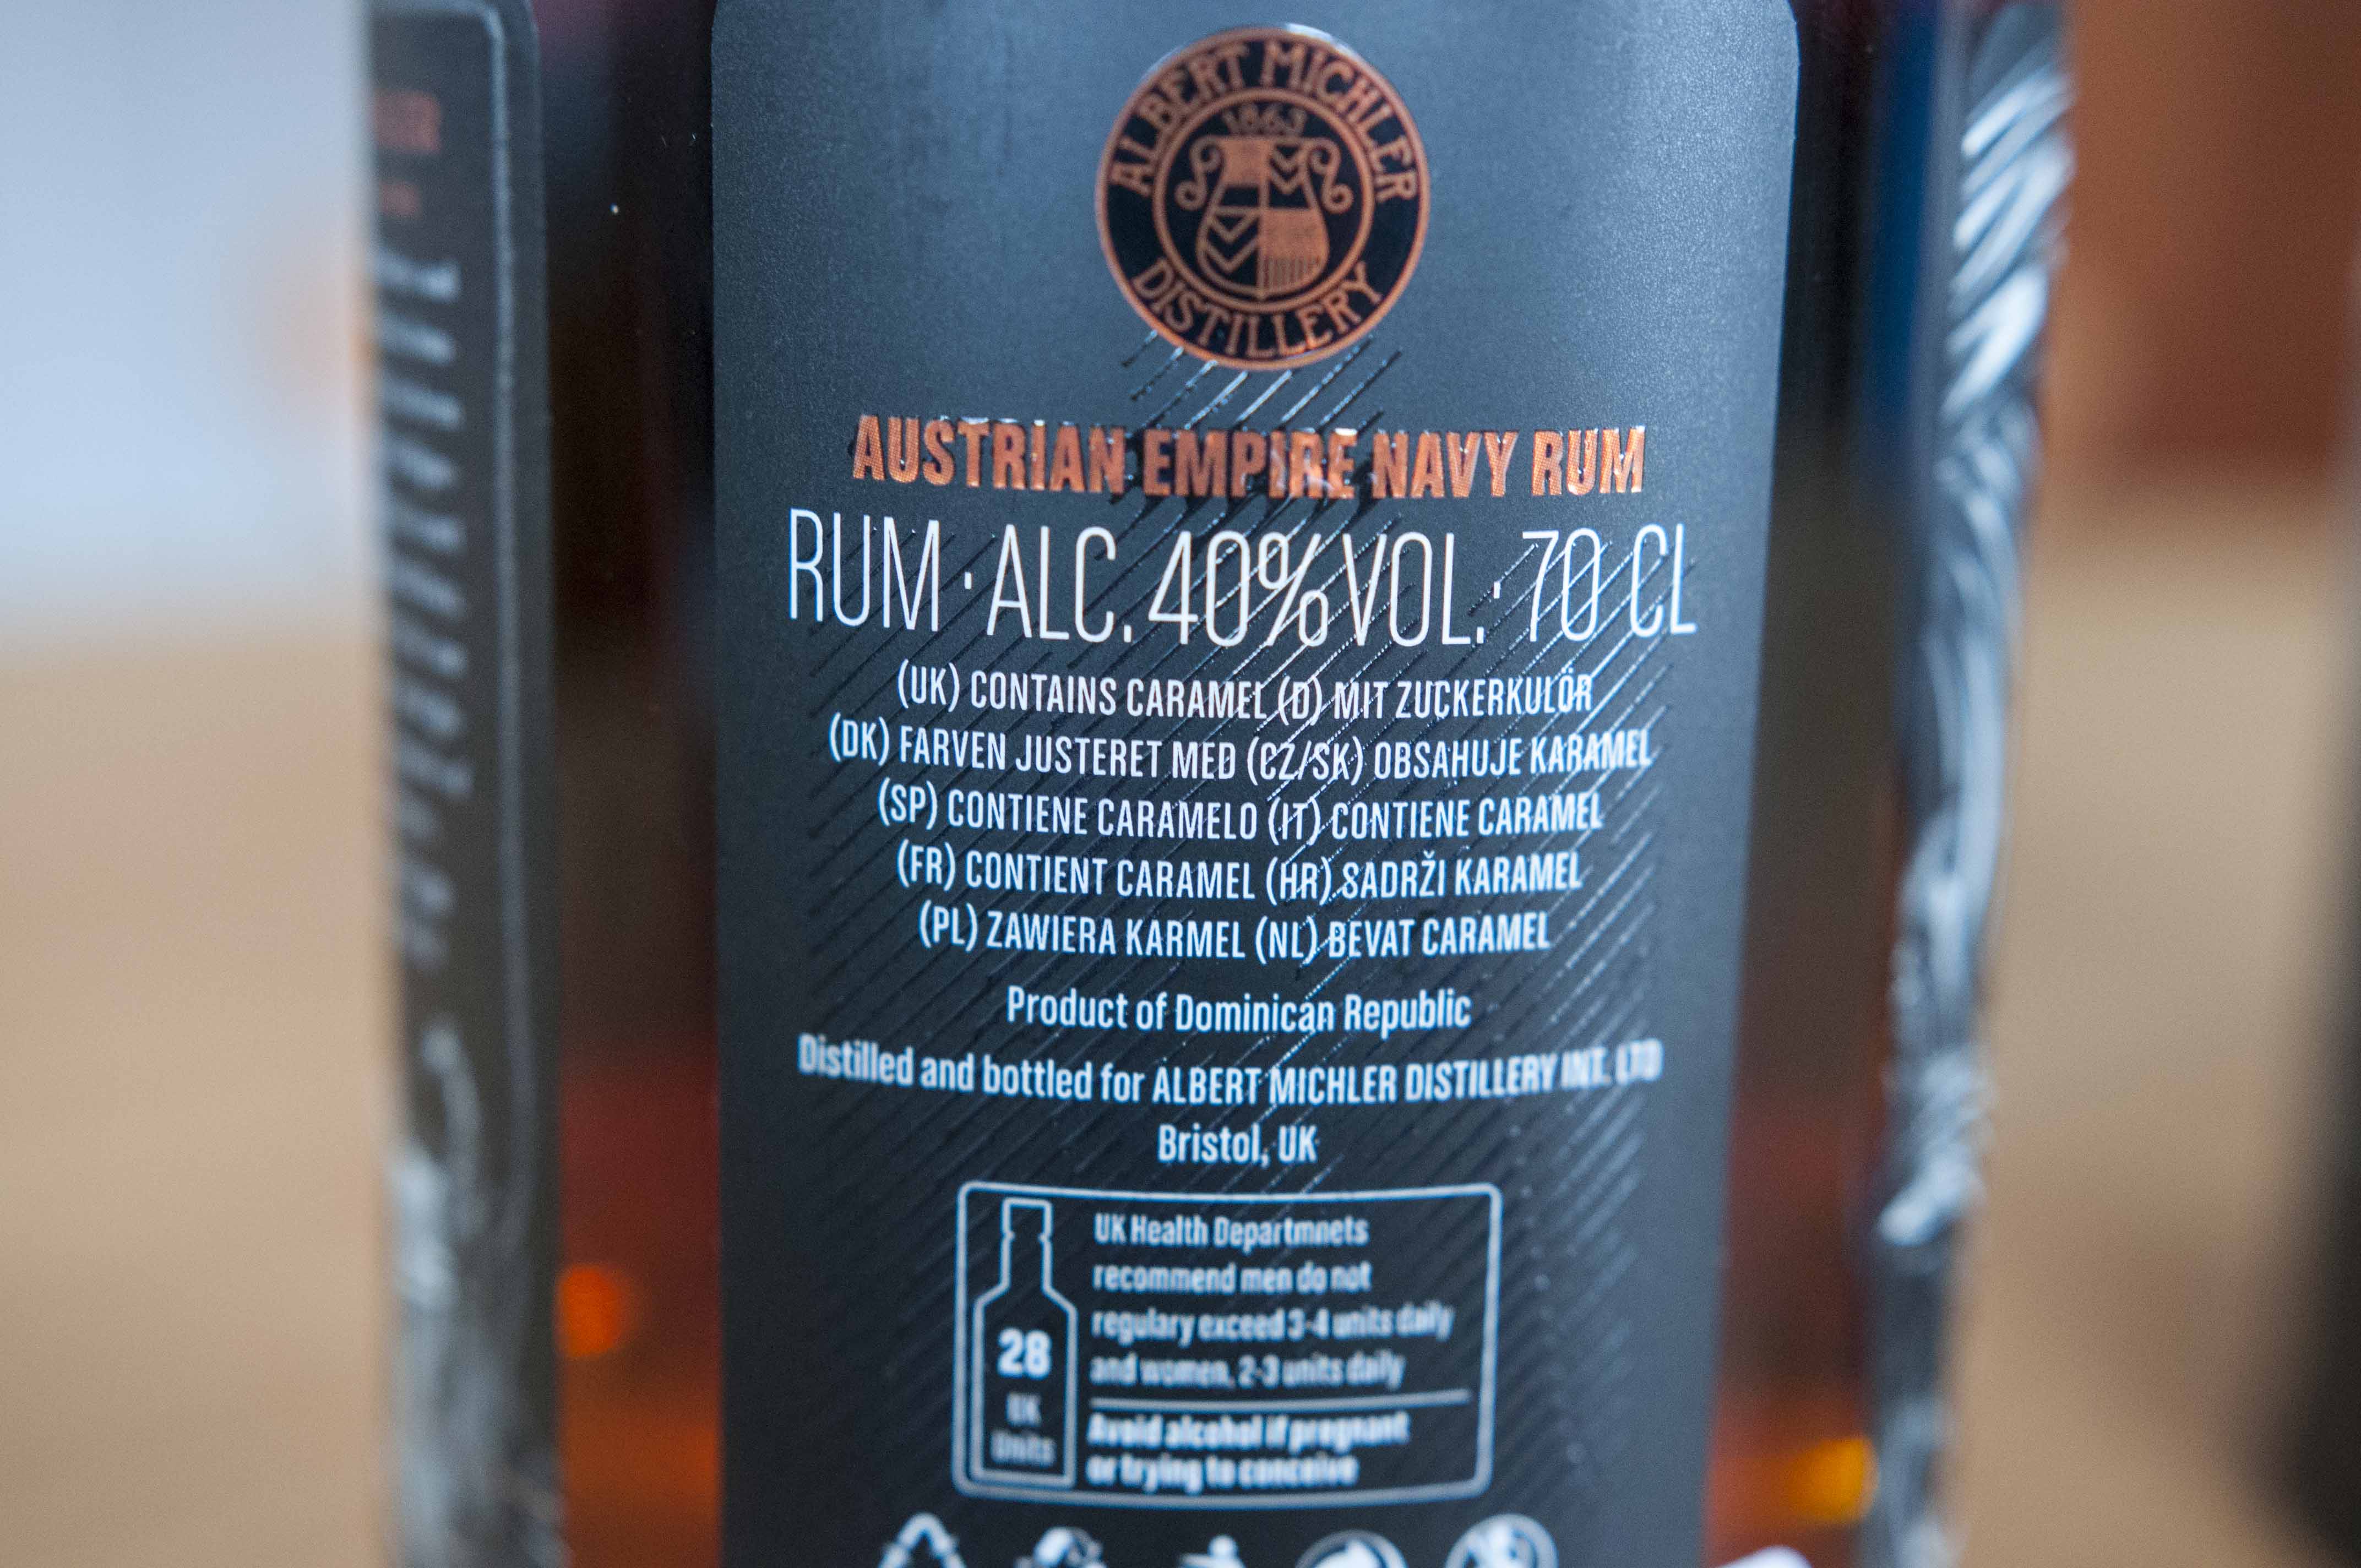 ALBERT MICHLER
1863
DISTILLERY
AUSTRIAN EMPIRE NAVY RUM
RUM · ALC. 40% VOL. · 70 CL
(UK) CONTAINS CARAMEL (D) MIT ZUCKERKULÖR
(DK) FARVEN JUSTERET MED (CZ/SK) OBSAHUJE KARAMEL
(SP) CONTIENE CARAMELO (IT) CONTIENE CARAMEL
(FR) CONTIENT CARAMEL (HR) SADRŽI KARAMEL
(PL) ZAWIERA KARMEL (NL) BEVAT CARAMEL
Product of Dominican Republic
Distilled and bottled for ALBERT MICHLER DISTILLERY INT. LTD
Bristol, UK
UK Health Departmnets
recommend men do not
regulary exceed 3-4 units daily
and women, 2-3 units daily
Avoid alcohol if pregnant
or trying to conceive
28
UK
Units